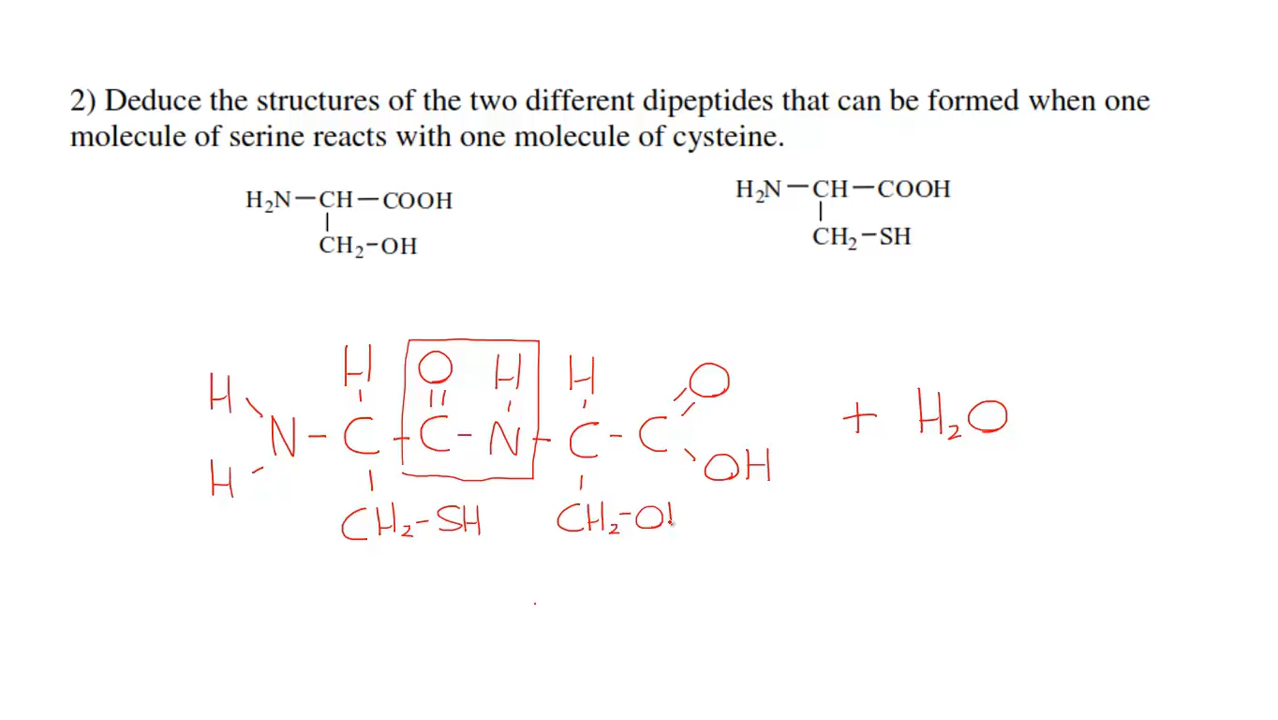 2) Deduce the structures of the two different dipeptides that can be formed when one
molecule of serine reacts with one molecule of cysteine.
H₂N—CH—COOH
CH₂–OH
H₂N—CH—COOH
CH₂–SH
H H O H H O
N – C – C – N – C – C + H₂O
H OH
CH₂–SH CH₂–O